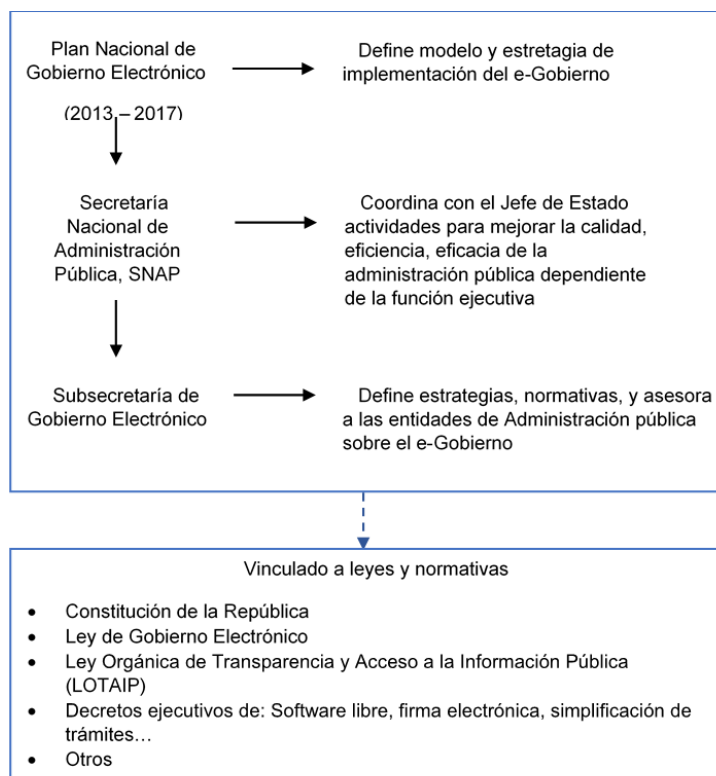 Plan Nacional de
Gobierno Electrónico
(2013 – 2017)
Define modelo y estretagia de
implementación del e-Gobierno
Secretaría
Nacional de
Administración
Pública, SNAP
Coordina con el Jefe de Estado
actividades para mejorar la calidad,
eficiencia, eficacia de la
administración pública dependiente
de la función ejecutiva
Subsecretaría de
Gobierno Electrónico
Define estrategias, normativas, y asesora
a las entidades de Administración pública
sobre el e-Gobierno
Vinculado a leyes y normativas
• Constitución de la República
• Ley de Gobierno Electrónico
• Ley Orgánica de Transparencia y Acceso a la Información Pública
(LOTAIP)
• Decretos ejecutivos de: Software libre, firma electrónica, simplificación de
trámites…
• Otros